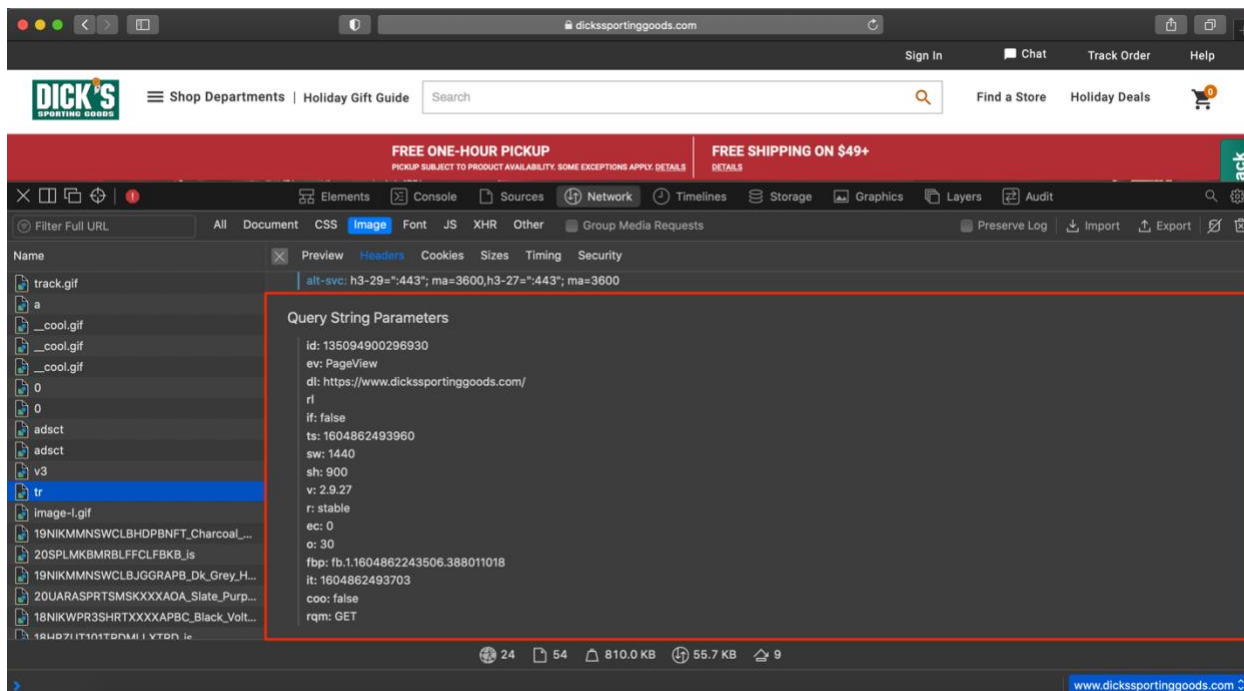 dickssportinggoods.com
Sign In Chat Track Order Help
DICK'S
SPORTING GOODS
Shop Departments | Holiday Gift Guide Search Find a Store Holiday Deals 0
FREE ONE-HOUR PICKUP FREE SHIPPING ON $49+
PICKUP SUBJECT TO PRODUCT AVAILABILITY. SOME EXCEPTIONS APPLY. DETAILS DETAILS
Elements Console Sources Network Timelines Storage Graphics Layers Audit
Filter Full URL All Document CSS Image Font JS XHR Other Group Media Requests Preserve Log Import Export
Name Preview Headers Cookies Sizes Timing Security
alt-svc: h3-29=":443"; ma=3600,h3-27=":443"; ma=3600
track.gif
a
__cool.gif
__cool.gif
__cool.gif
0
0
adsct
adsct
v3
tr
image-l.gif
19NIKMMNSWCLBHDPBNFT_Charcoal_...
20SPLMKBMRBLFFCLFBKB_is
19NIKMMNSWCLBJGGRAPB_Dk_Grey_H...
20UARASPRTSMSKXXXAOA_Slate_Purp...
18NIKWPR3SHRTXXXXAPBC_Black_Volt...
Query String Parameters
id: 135094900296930
ev: PageView
dl: https://www.dickssportinggoods.com/
rl
if: false
ts: 1604862493960
sw: 1440
sh: 900
v: 2.9.27
r: stable
ec: 0
o: 30
fbp: fb.1.1604862243506.388011018
it: 1604862493703
coo: false
rqm: GET
24 54 810.0 KB 55.7 KB 9
www.dickssportinggoods.com